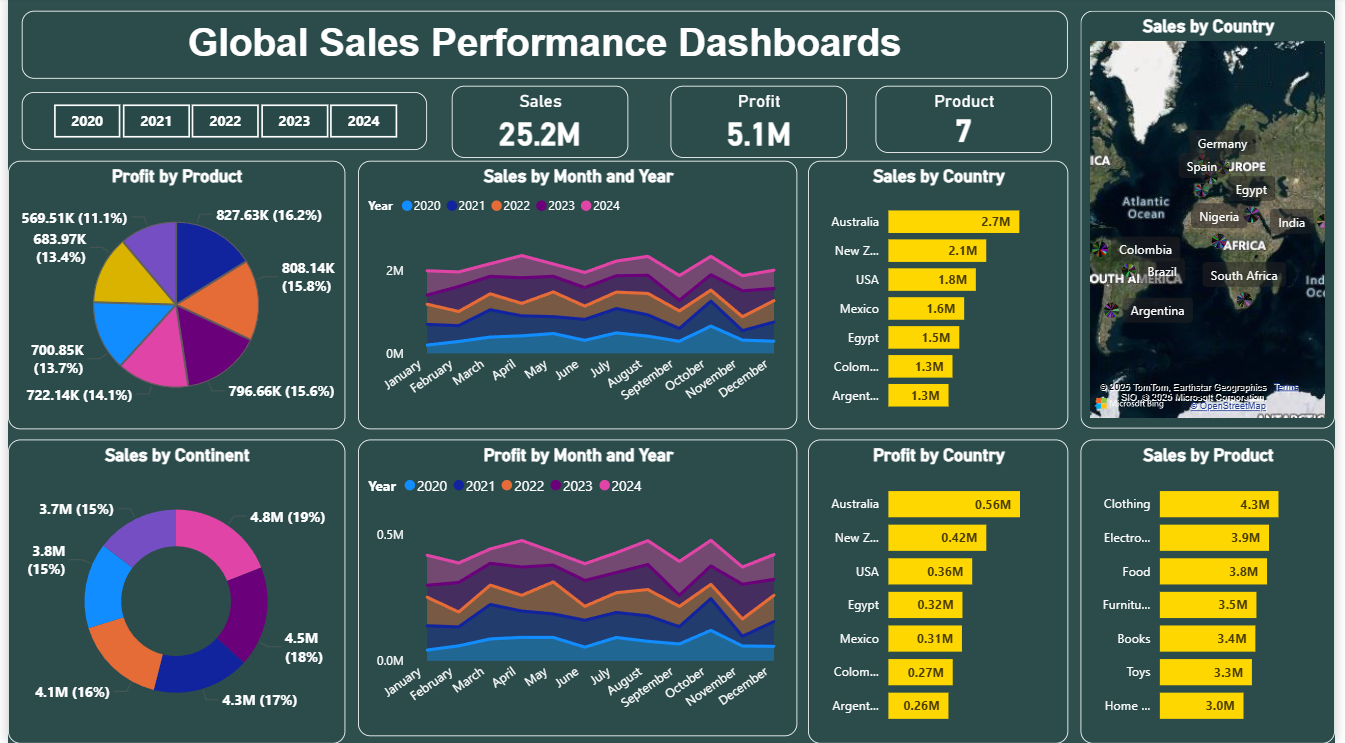 Global Sales Performance Dashboards
2020 2021 2022 2023 2024
Sales
25.2M
Profit
5.1M
Product
7
Sales by Country
Germany
Spain
UROPE
Egypt
ICA
Atlantic
Ocean
Nigeria
India
AFRICA
Colombia
Brazil
OUTH AMERICA
South Africa
Ind
Oce
Argentina
© 2025 TomTom, Earthstar Geographics
SIO, © 2025 Microsoft Corporation
Terms
Microsoft Bing
© OpenStreetMap
ANTARCTIC
Profit by Product
569.51K (11.1%)
827.63K (16.2%)
683.97K
(13.4%)
808.14K
(15.8%)
700.85K
(13.7%)
722.14K (14.1%)
796.66K (15.6%)
Sales by Month and Year
Year 2020 2021 2022 2023 2024
2M
0M
January
February
March
April
May
June
July
August
September
October
November
December
Sales by Country
Australia 2.7M
New Z... 2.1M
USA 1.8M
Mexico 1.6M
Egypt 1.5M
Colom... 1.3M
Argent... 1.3M
Sales by Continent
3.7M (15%)
4.8M (19%)
3.8M
(15%)
4.5M
(18%)
4.1M (16%)
4.3M (17%)
Profit by Month and Year
Year 2020 2021 2022 2023 2024
0.5M
0.0M
January
February
March
April
May
June
July
August
September
October
November
December
Profit by Country
Australia 0.56M
New Z... 0.42M
USA 0.36M
Egypt 0.32M
Mexico 0.31M
Colom... 0.27M
Argent... 0.26M
Sales by Product
Clothing 4.3M
Electro... 3.9M
Food 3.8M
Furnitu... 3.5M
Books 3.4M
Toys 3.3M
Home ... 3.0M